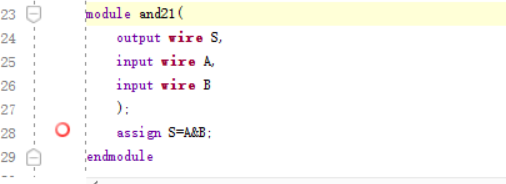 23 module and21(
24 output wire S,
25 input wire A,
26 input wire B
27 );
28 assign S=A&B;
29 endmodule